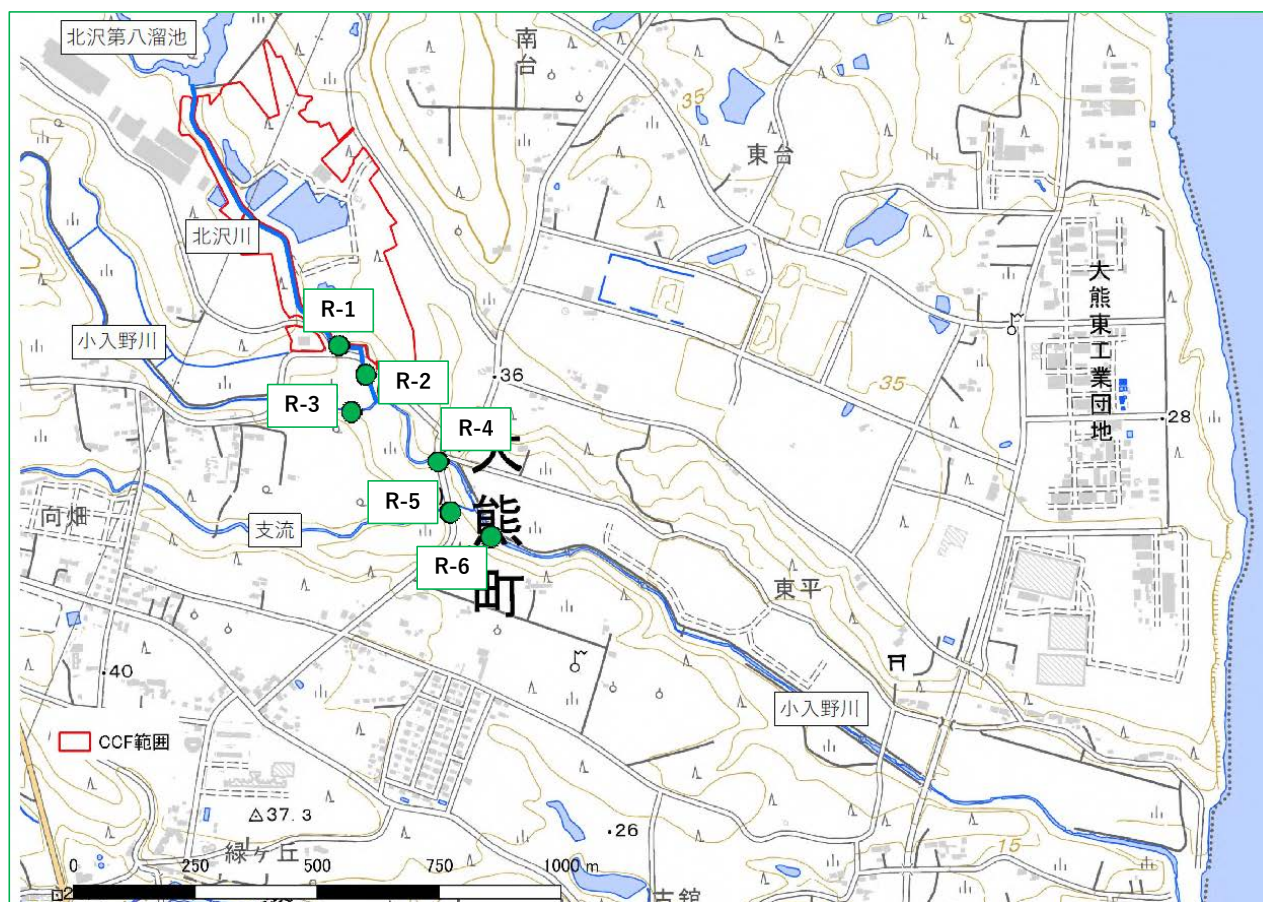 北沢第八溜池
南台
35
東台
北沢川
大熊東工業団地
R-1
小入野川
R-2
36
35
R-3
28
R-4
大熊町
R-5
向畑
支流
R-6
東平
40
小入野川
CCF範囲
37.3
26
緑ヶ丘
15
0 250 500 750 1000 m
2
古館